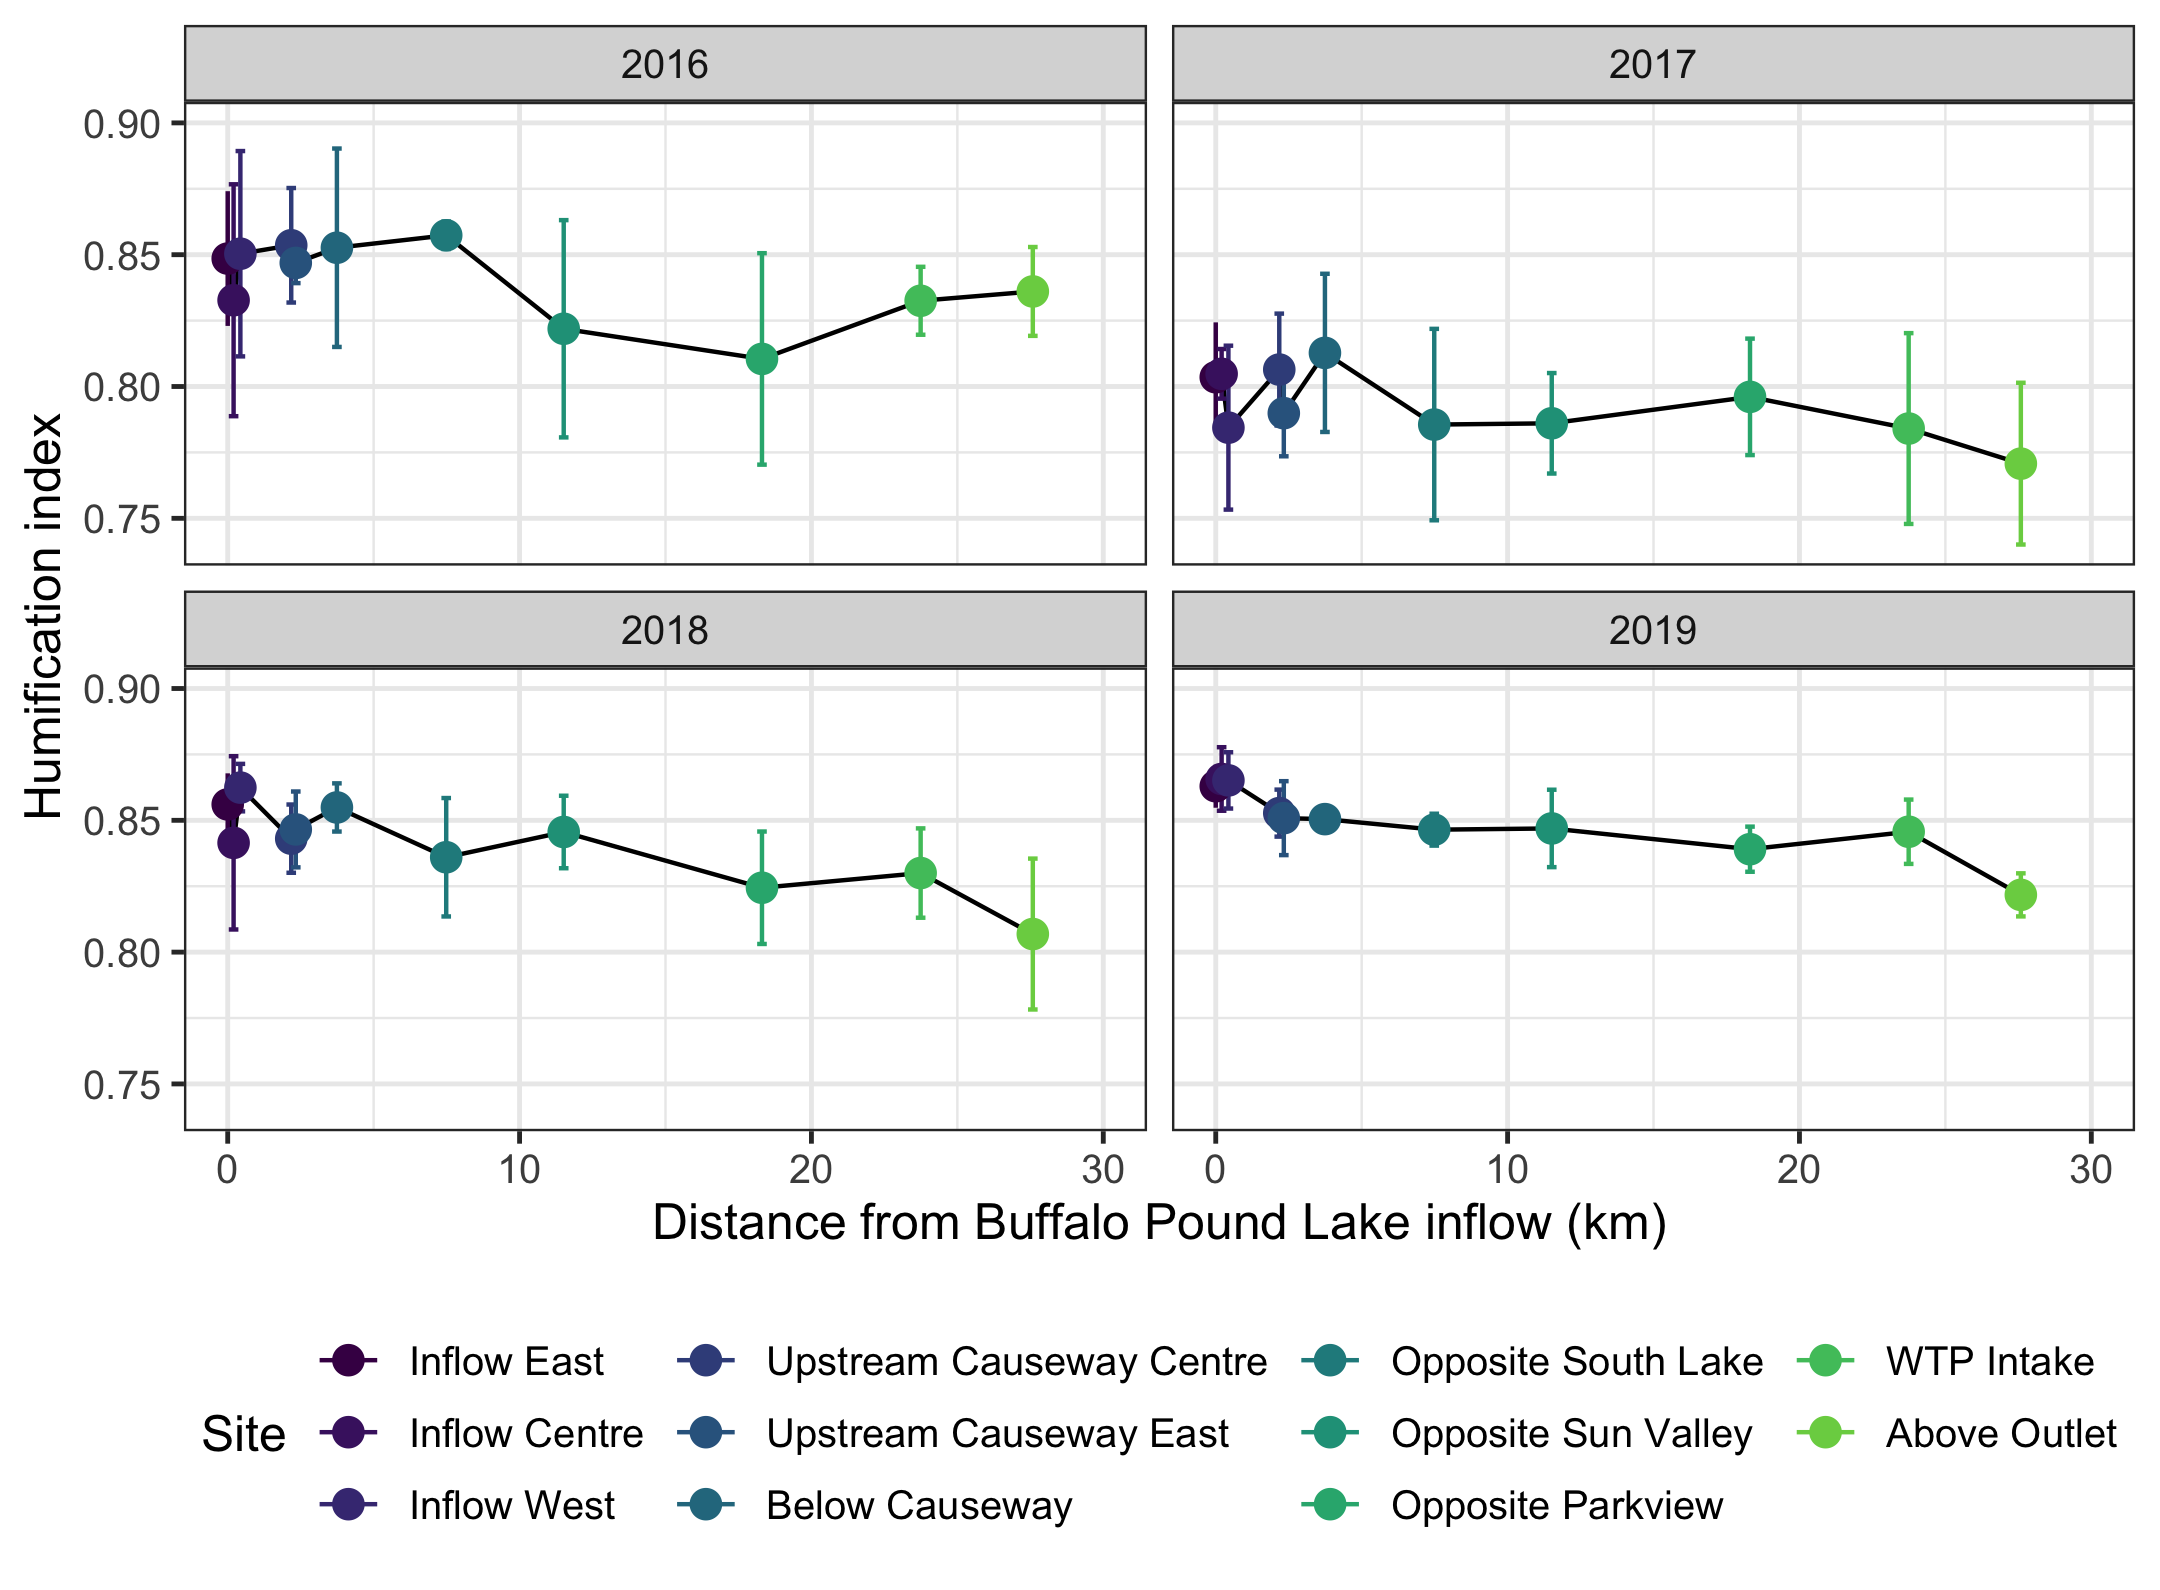 2016
2017
0.90
0.85
0.80
0.75
Humification index
2018
2019
0.90
0.85
0.80
0.75
0 10 20 30 0 10 20 30
Distance from Buffalo Pound Lake inflow (km)
Site
Inflow East
Inflow Centre
Inflow West
Upstream Causeway Centre
Upstream Causeway East
Below Causeway
Opposite South Lake
Opposite Sun Valley
Opposite Parkview
WTP Intake
Above Outlet